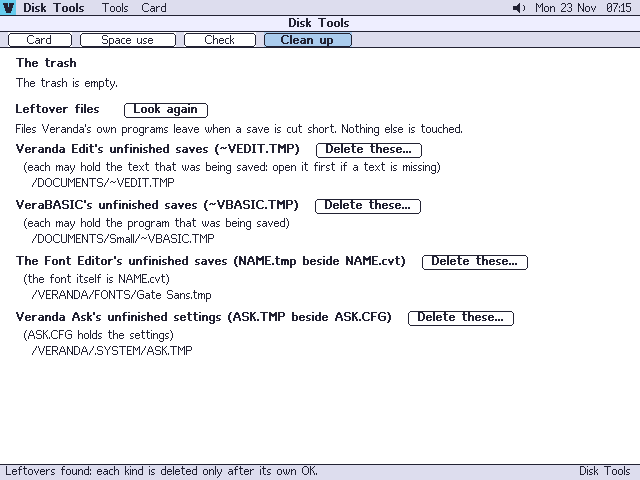 V Disk Tools Tools Card Mon 23 Nov 07:15
Disk Tools
Card Space use Check Clean up
The trash
The trash is empty.
Leftover files Look again
Files Veranda's own programs leave when a save is cut short. Nothing else is touched.
Veranda Edit's unfinished saves (~VEDIT.TMP) Delete these...
(each may hold the text that was being saved: open it first if a text is missing)
/DOCUMENTS/~VEDIT.TMP
VeraBASIC's unfinished saves (~VBASIC.TMP) Delete these...
(each may hold the program that was being saved)
/DOCUMENTS/Small/~VBASIC.TMP
The Font Editor's unfinished saves (NAME.tmp beside NAME.cvt) Delete these...
(the font itself is NAME.cvt)
/VERANDA/FONTS/Gate Sans.tmp
Veranda Ask's unfinished settings (ASK.TMP beside ASK.CFG) Delete these...
(ASK.CFG holds the settings)
/VERANDA/.SYSTEM/ASK.TMP
Leftovers found: each kind is deleted only after its own OK. Disk Tools